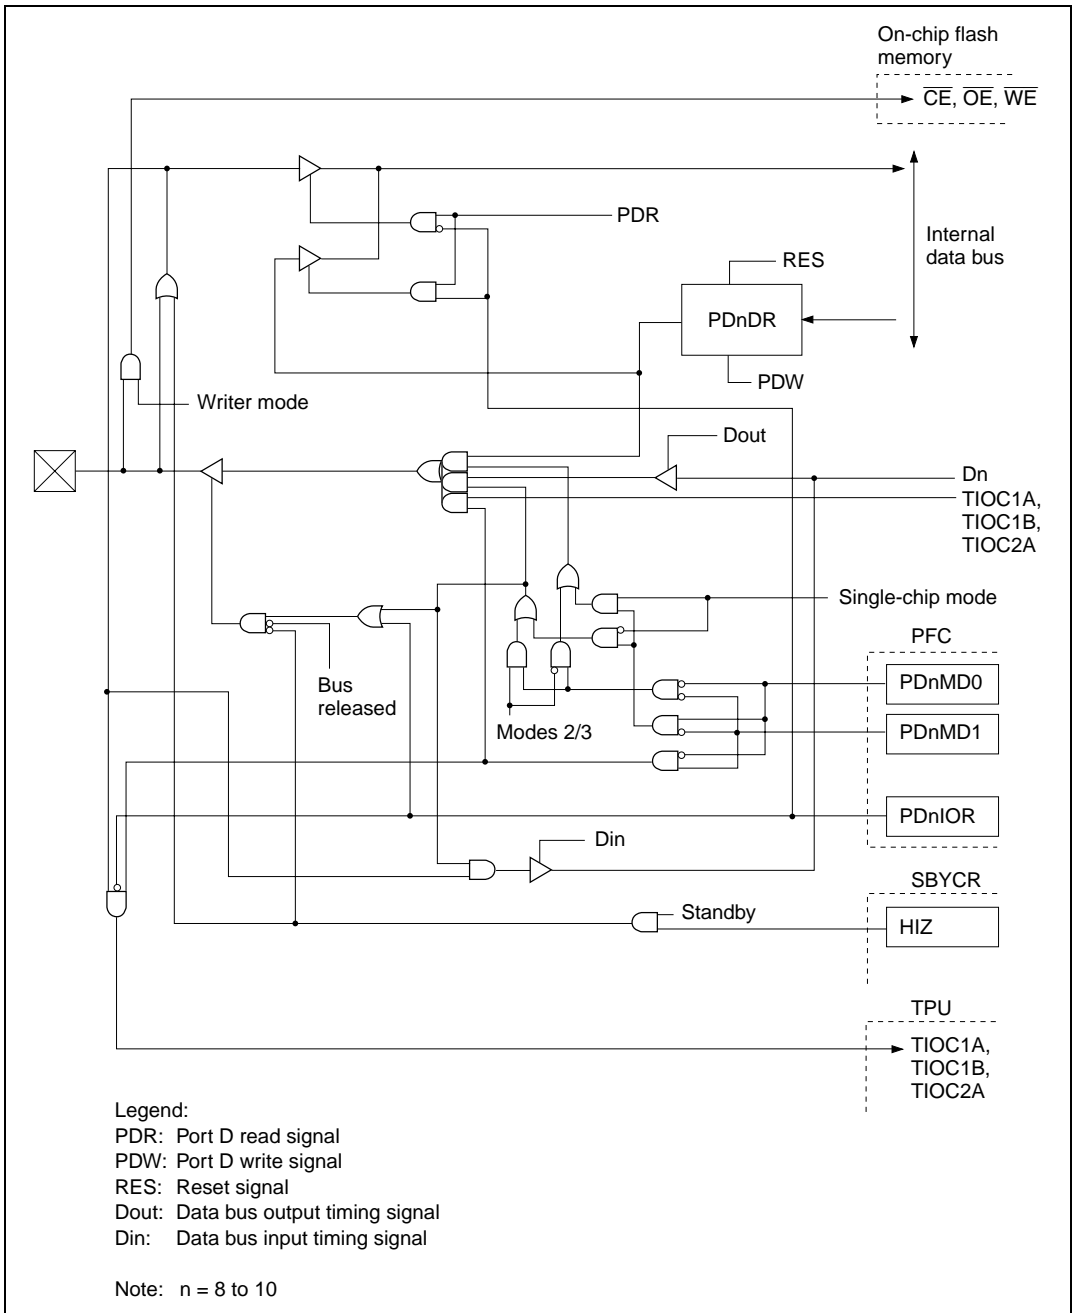 On-chip flash
memory
CE, OE, WE
PDR
Internal
data bus
RES
PDnDR
PDW
Writer mode
Dout
Dn
TIOC1A,
TIOC1B,
TIOC2A
Single-chip mode
PFC
PDnMD0
Bus
released
Modes 2/3
PDnMD1
PDnIOR
Din
SBYCR
Standby
HIZ
TPU
TIOC1A,
TIOC1B,
TIOC2A
Legend:
PDR: Port D read signal
PDW: Port D write signal
RES: Reset signal
Dout: Data bus output timing signal
Din: Data bus input timing signal
Note: n = 8 to 10